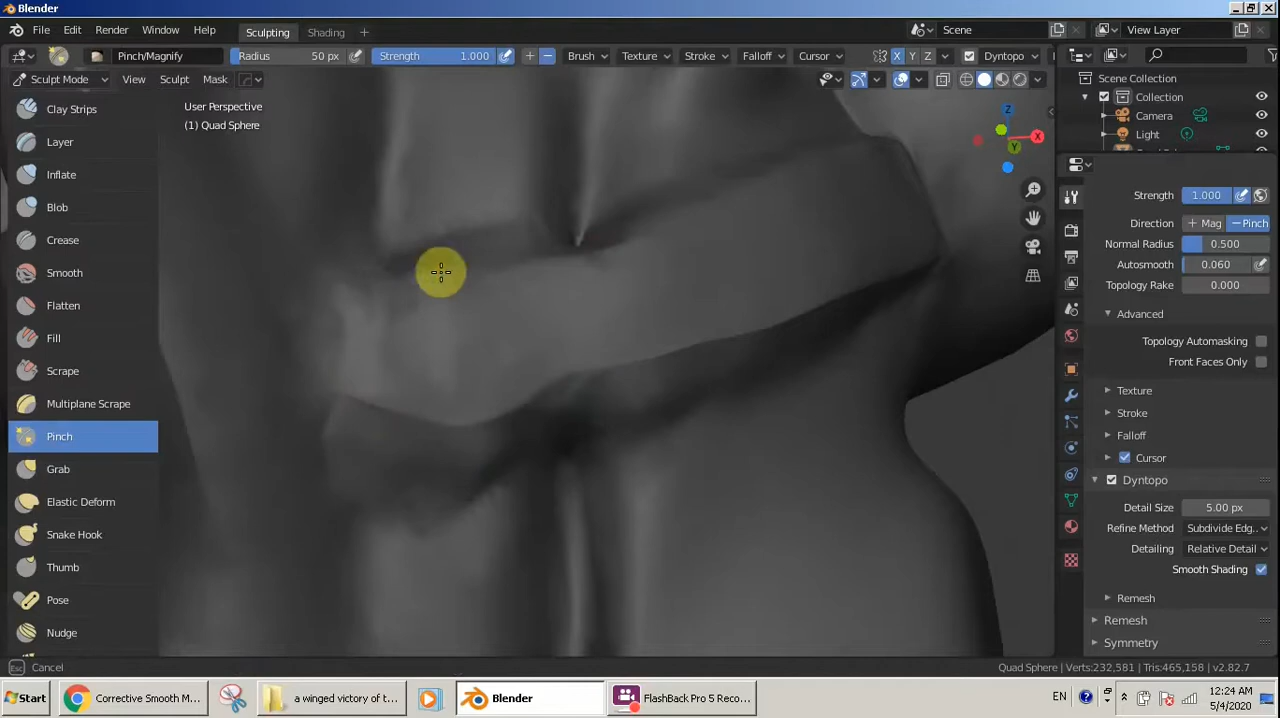 Blender
File Edit Render Window Help Sculpting Shading + Scene View Layer
Pinch/Magnify Radius 50 px Strength 1.000 + − Brush Texture Stroke Falloff Cursor X Y Z Dyntopo
Sculpt Mode View Sculpt Mask
Scene Collection
Collection
Camera
Light
User Perspective
(1) Quad Sphere
Z
X
Y
Clay Strips
Layer
Inflate
Blob
Crease
Smooth
Flatten
Fill
Scrape
Multiplane Scrape
Pinch
Grab
Elastic Deform
Snake Hook
Thumb
Pose
Nudge
Strength 1.000
Direction + Mag − Pinch
Normal Radius 0.500
Autosmooth 0.060
Topology Rake 0.000
Advanced
Topology Automasking
Front Faces Only
Texture
Stroke
Falloff
Cursor
Dyntopo
Detail Size 5.00 px
Refine Method Subdivide Edg..
Detailing Relative Detail
Smooth Shading
Remesh
Remesh
Symmetry
Esc Cancel
Quad Sphere | Verts:232,581 | Tris:465,158 | v2.82.7
Start Corrective Smooth M... a winged victory of t... Blender FlashBack Pro 5 Reco... EN 12:24 AM
5/4/2020